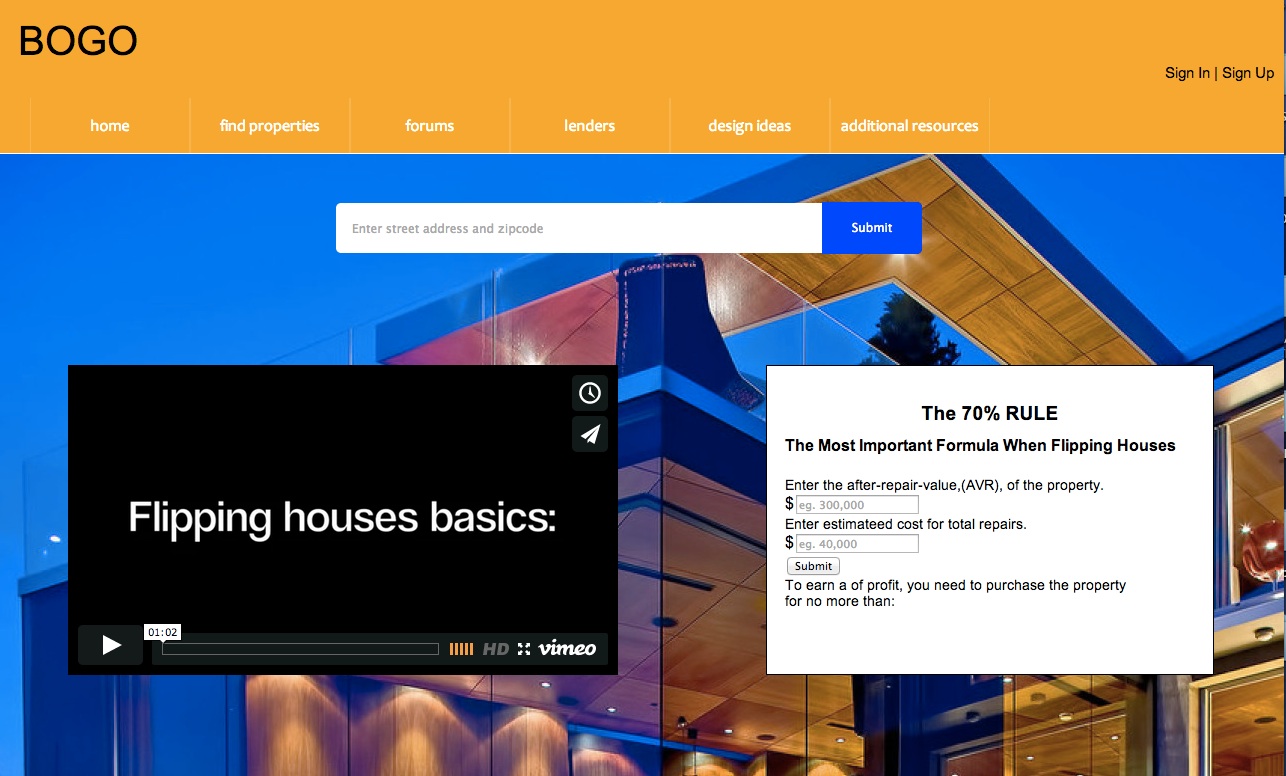 BOGO
Sign In | Sign Up
home
find properties
forums
lenders
design ideas
additional resources
Enter street address and zipcode
Submit
Flipping houses basics:
01:02
HD
vimeo
The 70% RULE
The Most Important Formula When Flipping Houses
Enter the after-repair-value,(AVR), of the property.
$ eg. 300,000
Enter estimateed cost for total repairs.
$ eg. 40,000
Submit
To earn a of profit, you need to purchase the property
for no more than: